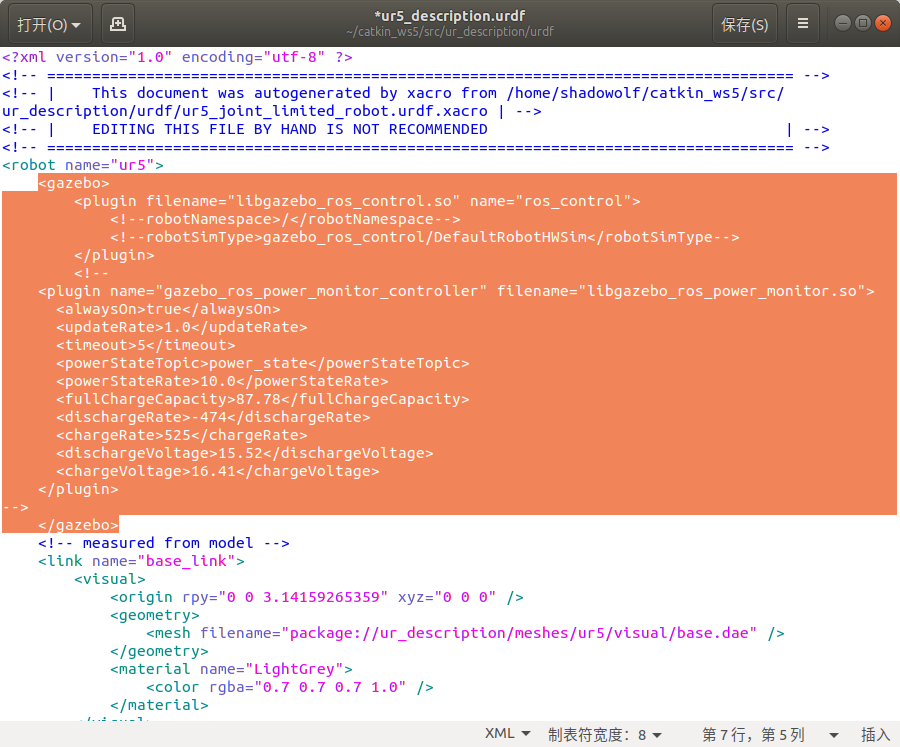 打开(O)
*ur5_description.urdf
~/catkin_ws5/src/ur_description/urdf
保存(S)
<?xml version="1.0" encoding="utf-8" ?>
<!-- =================================================================================== -->
<!-- |    This document was autogenerated by xacro from /home/shadowolf/catkin_ws5/src/
ur_description/urdf/ur5_joint_limited_robot.urdf.xacro | -->
<!-- |    EDITING THIS FILE BY HAND IS NOT RECOMMENDED                                 | -->
<!-- =================================================================================== -->
<robot name="ur5">
    <gazebo>
        <plugin filename="libgazebo_ros_control.so" name="ros_control">
            <!--robotNamespace>/</robotNamespace-->
            <!--robotSimType>gazebo_ros_control/DefaultRobotHWSim</robotSimType-->
        </plugin>
        <!--
    <plugin name="gazebo_ros_power_monitor_controller" filename="libgazebo_ros_power_monitor.so">
      <alwaysOn>true</alwaysOn>
      <updateRate>1.0</updateRate>
      <timeout>5</timeout>
      <powerStateTopic>power_state</powerStateTopic>
      <powerStateRate>10.0</powerStateRate>
      <fullChargeCapacity>87.78</fullChargeCapacity>
      <dischargeRate>-474</dischargeRate>
      <chargeRate>525</chargeRate>
      <dischargeVoltage>15.52</dischargeVoltage>
      <chargeVoltage>16.41</chargeVoltage>
    </plugin>
-->
    </gazebo>
    <!-- measured from model -->
    <link name="base_link">
        <visual>
            <origin rpy="0 0 3.14159265359" xyz="0 0 0" />
            <geometry>
                <mesh filename="package://ur_description/meshes/ur5/visual/base.dae" />
            </geometry>
            <material name="LightGrey">
                <color rgba="0.7 0.7 0.7 1.0" />
            </material>
        </visual>
XML
制表符宽度：8
第 7 行，第 5 列
插入